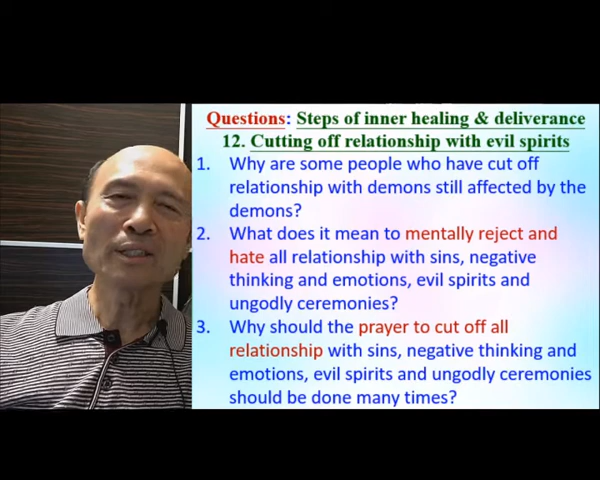 Questions: Steps of inner healing & deliverance
12. Cutting off relationship with evil spirits
1. Why are some people who have cut off
relationship with demons still affected by the
demons?
2. What does it mean to mentally reject and
hate all relationship with sins, negative
thinking and emotions, evil spirits and
ungodly ceremonies?
3. Why should the prayer to cut off all
relationship with sins, negative thinking and
emotions, evil spirits and ungodly ceremonies
should be done many times?